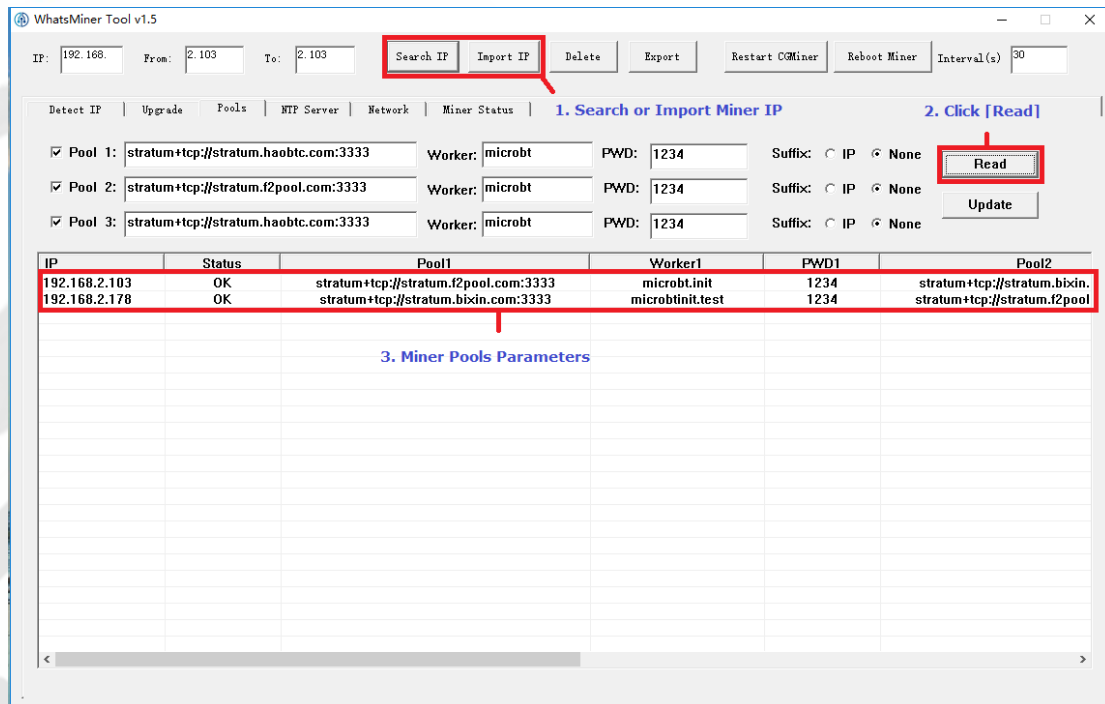 WhatsMiner Tool v1.5
IP: 192.168. From: 2.103 To: 2.103 Search IP Import IP Delete Export Restart CGMiner Reboot Miner Interval(s) 30
Detect IP Upgrade Pools NTP Server Network Miner Status 1. Search or Import Miner IP 2. Click [Read]
Pool 1: stratum+tcp://stratum.haobtc.com:3333 Worker: microbt PWD: 1234 Suffix: IP None Read
Pool 2: stratum+tcp://stratum.f2pool.com:3333 Worker: microbt PWD: 1234 Suffix: IP None
Update
Pool 3: stratum+tcp://stratum.haobtc.com:3333 Worker: microbt PWD: 1234 Suffix: IP None
IP Status Pool1 Worker1 PWD1 Pool2
192.168.2.103 OK stratum+tcp://stratum.f2pool.com:3333 microbt.init 1234 stratum+tcp://stratum.bixin.
192.168.2.178 OK stratum+tcp://stratum.bixin.com:3333 microbtinit.test 1234 stratum+tcp://stratum.f2pool
3. Miner Pools Parameters